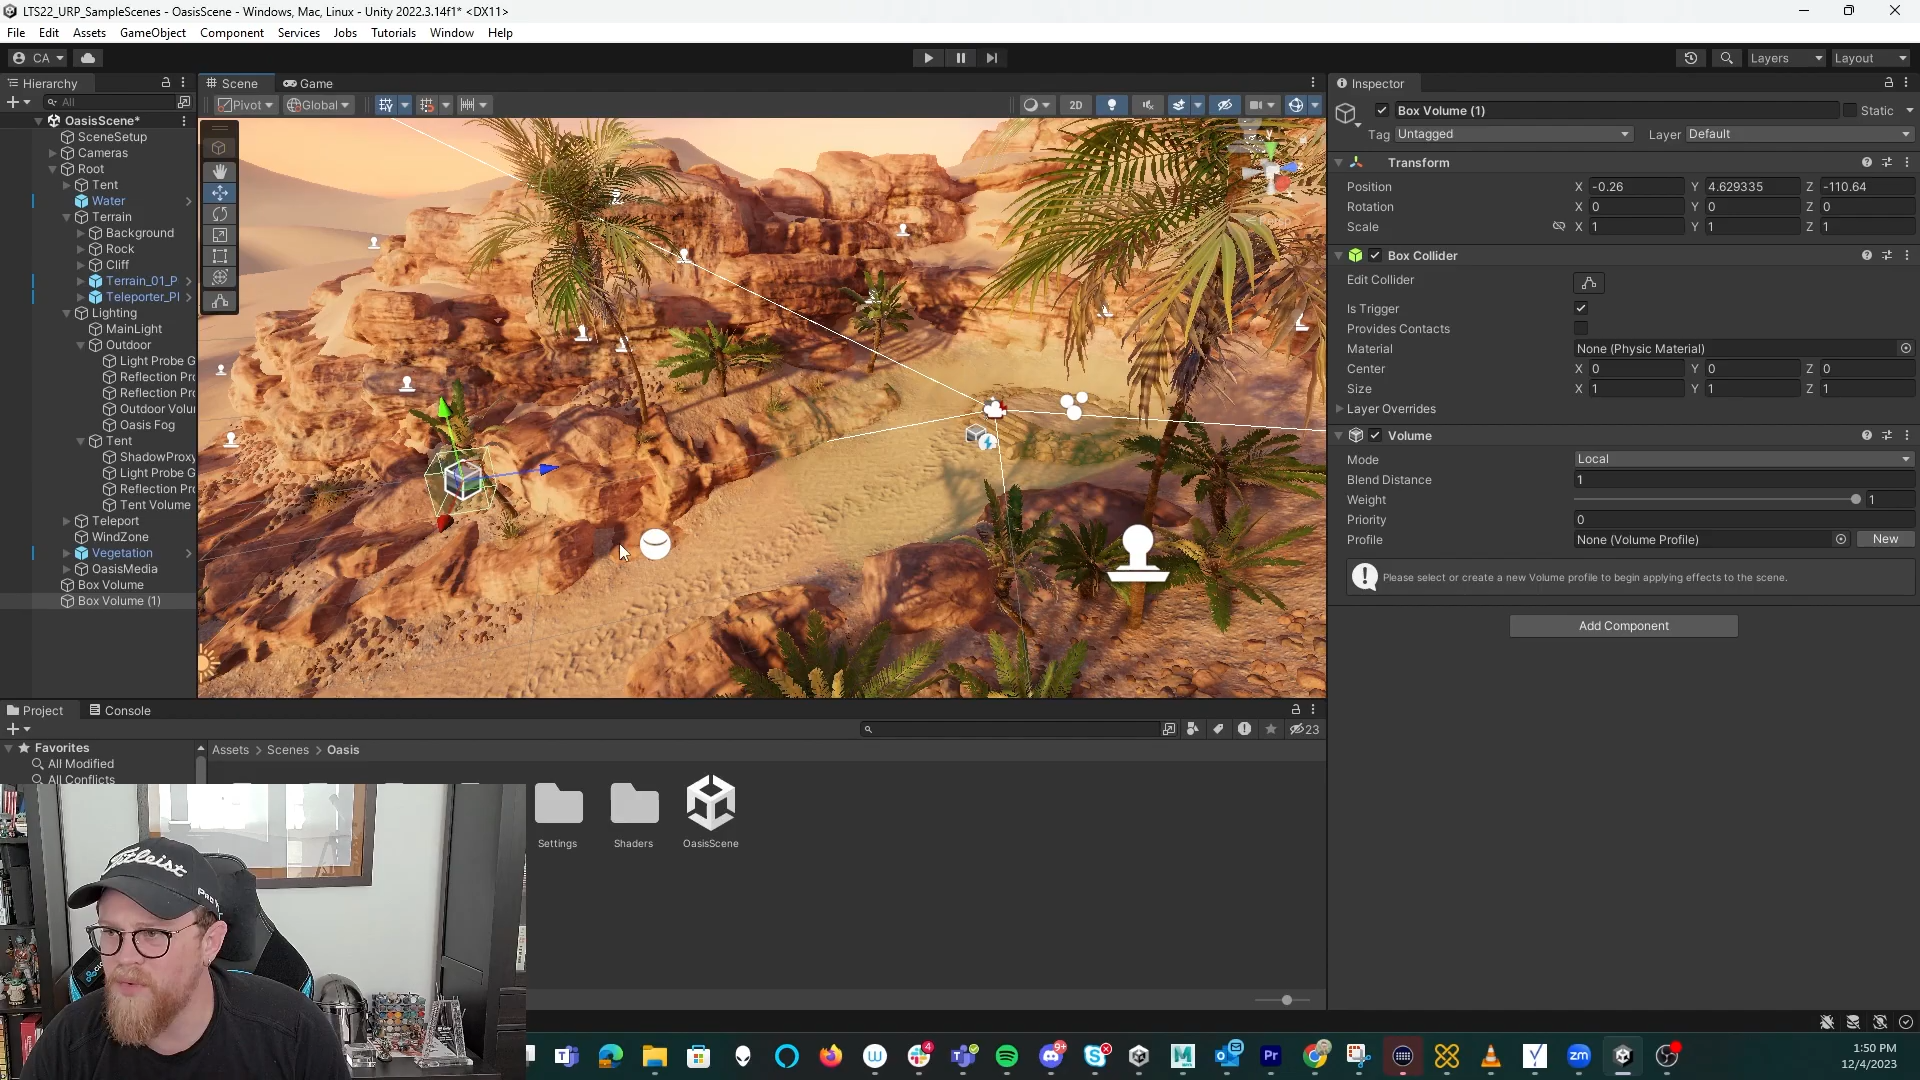 LTS22_URP_SampleScenes - OasisScene - Windows, Mac, Linux - Unity 2022.3.14f1* <DX11>
File Edit Assets GameObject Component Services Jobs Tutorials Window Help
CA
Layers
Layout
Hierarchy
All
OasisScene*
SceneSetup
Cameras
Root
Tent
Water
Terrain
Background
Rock
Cliff
Terrain_01_P
Teleporter_Pl
Lighting
MainLight
Outdoor
Light Probe G
Reflection Pro
Reflection Pro
Outdoor Volu
Oasis Fog
Tent
ShadowProxy
Light Probe G
Reflection Pro
Tent Volume
Teleport
WindZone
Vegetation
OasisMedia
Box Volume
Box Volume (1)
Scene Game
Pivot Global
2D
Inspector
Box Volume (1) Static
Tag Untagged Layer Default
Transform
Position X -0.26 Y 4.629335 Z -110.64
Rotation X 0 Y 0 Z 0
Scale X 1 Y 1 Z 1
Box Collider
Edit Collider
Is Trigger
Provides Contacts
Material None (Physic Material)
Center X 0 Y 0 Z 0
Size X 1 Y 1 Z 1
Layer Overrides
Volume
Mode Local
Blend Distance 1
Weight 1
Priority 0
Profile None (Volume Profile) New
Please select or create a new Volume profile to begin applying effects to the scene.
Add Component
Project Console
23
Favorites
All Modified
All Conflicts
Assets > Scenes > Oasis
Settings Shaders OasisScene
Titleist
4
9+
Pr
zm
1:50 PM
12/4/2023